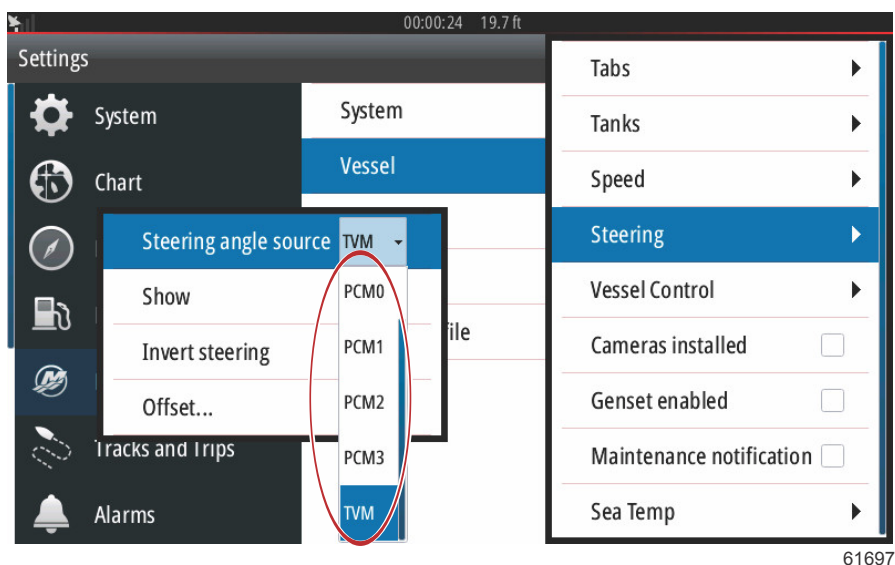 00:00:24 19.7 ft
Settings
System
Chart
Tracks and Trips
Alarms
System
Vessel
file
Steering angle source TVM
Show
Invert steering
Offset...
PCM0
PCM1
PCM2
PCM3
TVM
Tabs
Tanks
Speed
Steering
Vessel Control
Cameras installed
Genset enabled
Maintenance notification
Sea Temp
61697